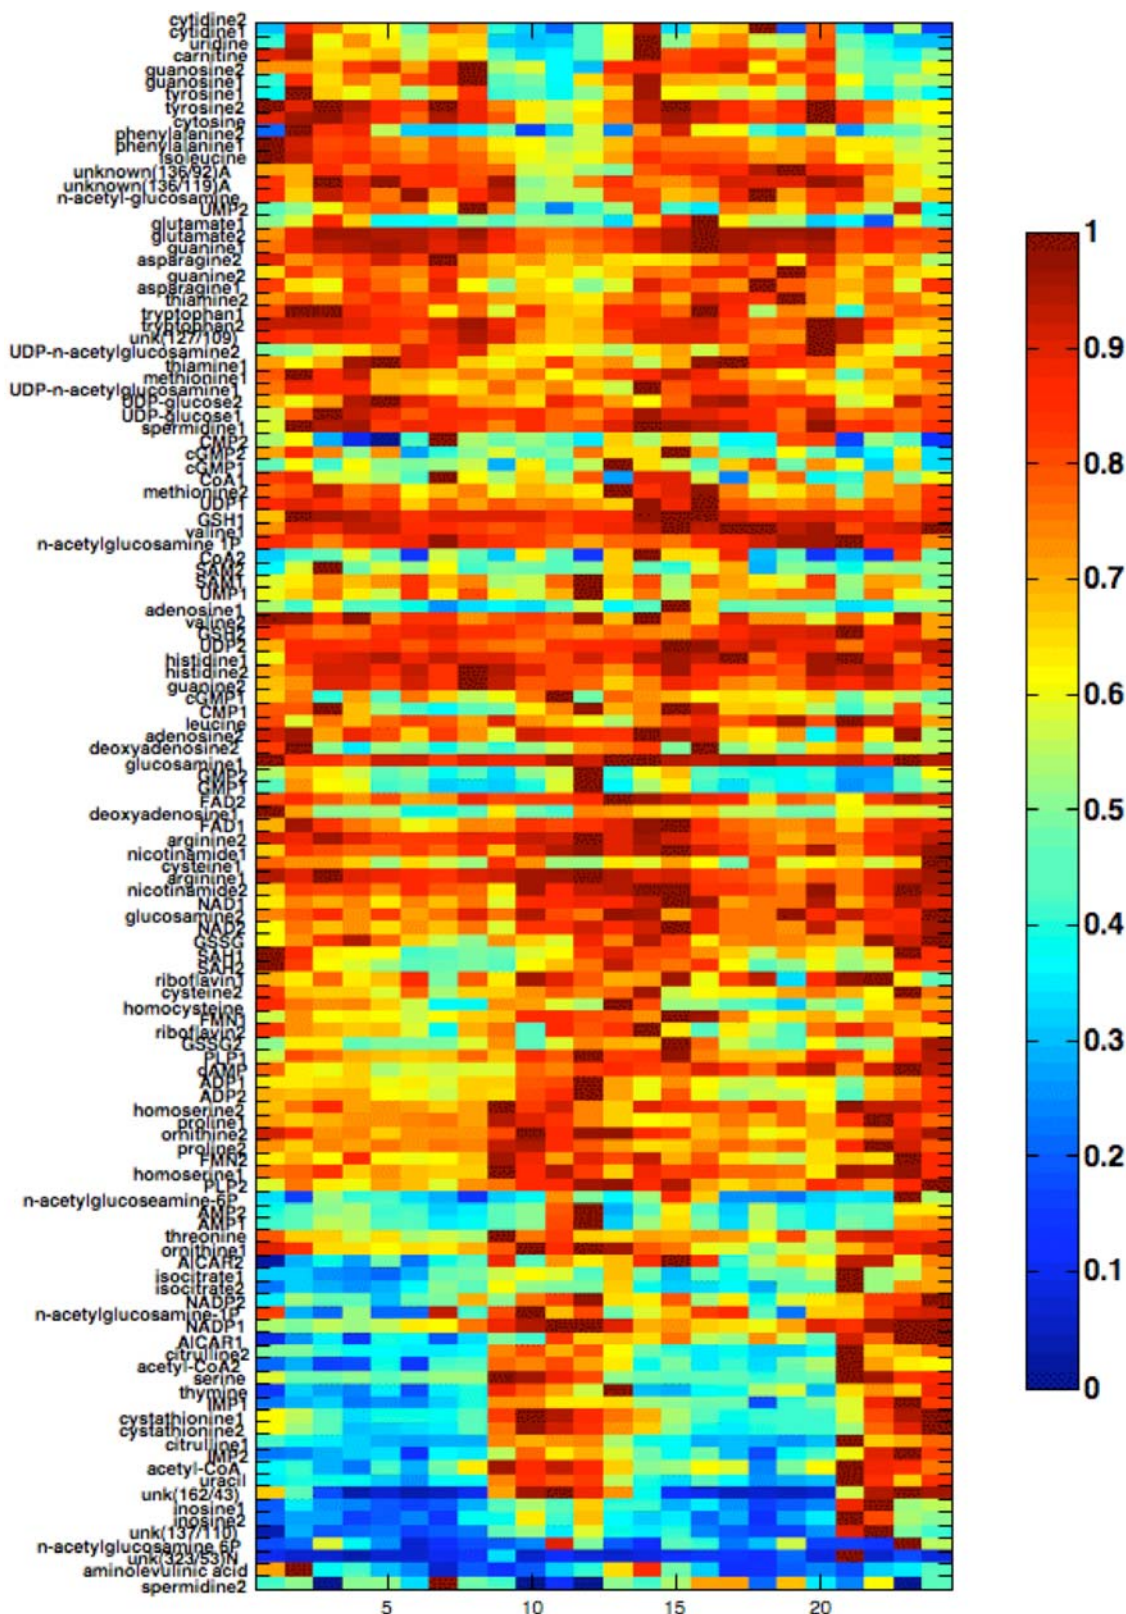 cytidine2
cytidine1
uridine
carnitine
guanosine2
guanosine1
tyrosine1
tyrosine2
cytosine
phenylalanine2
phenylalanine1
isoleucine
unknown(136/92)A
unknown(136/119)A
n-acetyl-glucosamine
UMP2
glutamate1
glutamate2
guanine1
asparagine2
guanine2
asparagine1
thiamine2
tryptophan1
tryptophan2
unk(127/109)
UDP-n-acetylglucosamine2
thiamine1
methionine1
UDP-n-acetylglucosamine1
UDP-glucose2
UDP-glucose1
spermidine1
CMP2
cGMP2
cGMP1
CoA1
methionine2
UDP1
GSH1
valine1
n-acetylglucosamine 1P
CoA2
SAM2
SAM1
UMP1
adenosine1
valine2
GSH2
UDP2
histidine1
histidine2
guanine2
cGMP1
CMP1
leucine
adenosine2
deoxyadenosine2
glucosamine1
GMP2
GMP1
FAD2
deoxyadenosine1
FAD1
arginine2
nicotinamide1
cysteine1
arginine1
nicotinamide2
NAD1
glucosamine2
NAD2
GSSG
SAH1
SAH2
riboflavin1
cysteine2
homocysteine
FMN1
riboflavin2
GSSG2
PLP1
dAMP
ADP1
ADP2
homoserine2
proline1
ornithine2
proline2
FMN2
homoserine1
PLP2
n-acetylglucoseamine-6P
AMP2
AMP1
threonine
ornithine1
AICAR2
isocitrate1
isocitrate2
NADP2
n-acetylglucosamine-1P
NADP1
AICAR1
citrulline2
acetyl-CoA2
serine
thymine
IMP1
cystathionine1
cystathionine2
citrulline1
IMP2
acetyl-CoA
uracil
unk(162/43)
inosine1
inosine2
unk(137/110)
n-acetylglucosamine 6P
unk(323/53)N
aminolevulinic acid
spermidine2
5 10 15 20
1
0.9
0.8
0.7
0.6
0.5
0.4
0.3
0.2
0.1
0